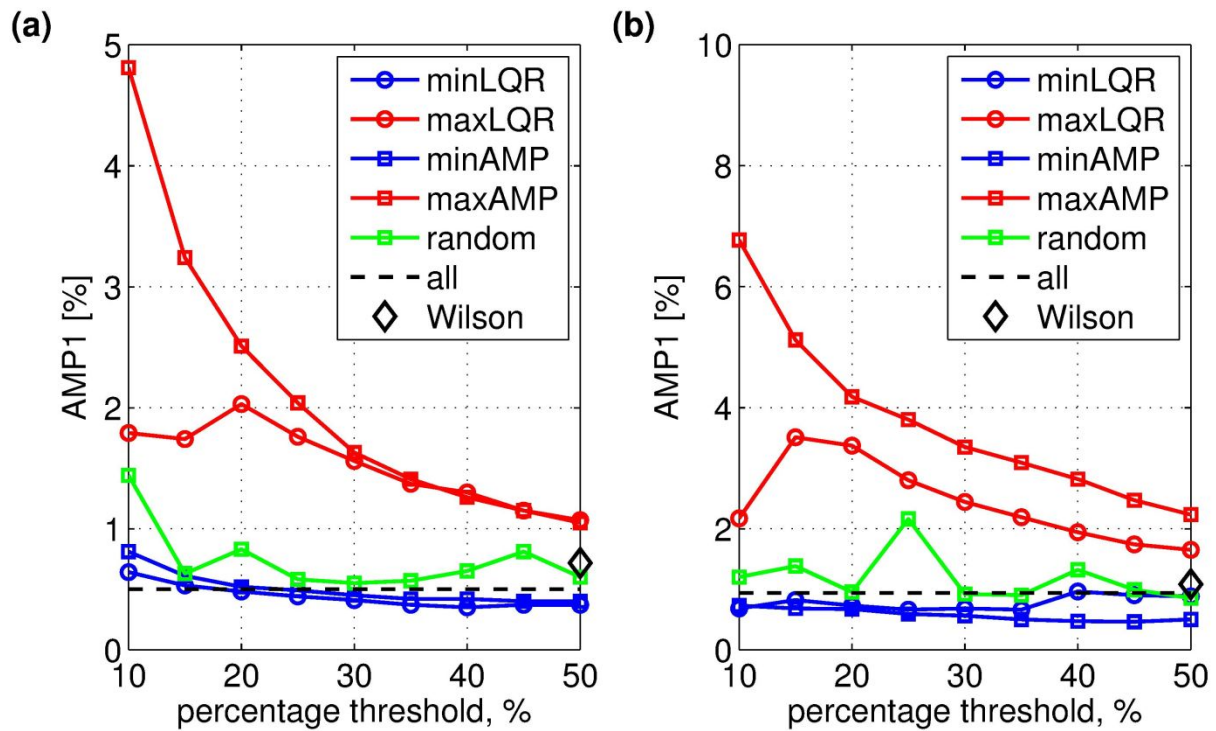 (a)
5
4
3
2
1
0
AMP1 [%]
minLQR
maxLQR
minAMP
maxAMP
random
all
Wilson
10 20 30 40 50
percentage threshold, %
(b)
10
8
6
4
2
0
AMP1 [%]
minLQR
maxLQR
minAMP
maxAMP
random
all
Wilson
10 20 30 40 50
percentage threshold, %